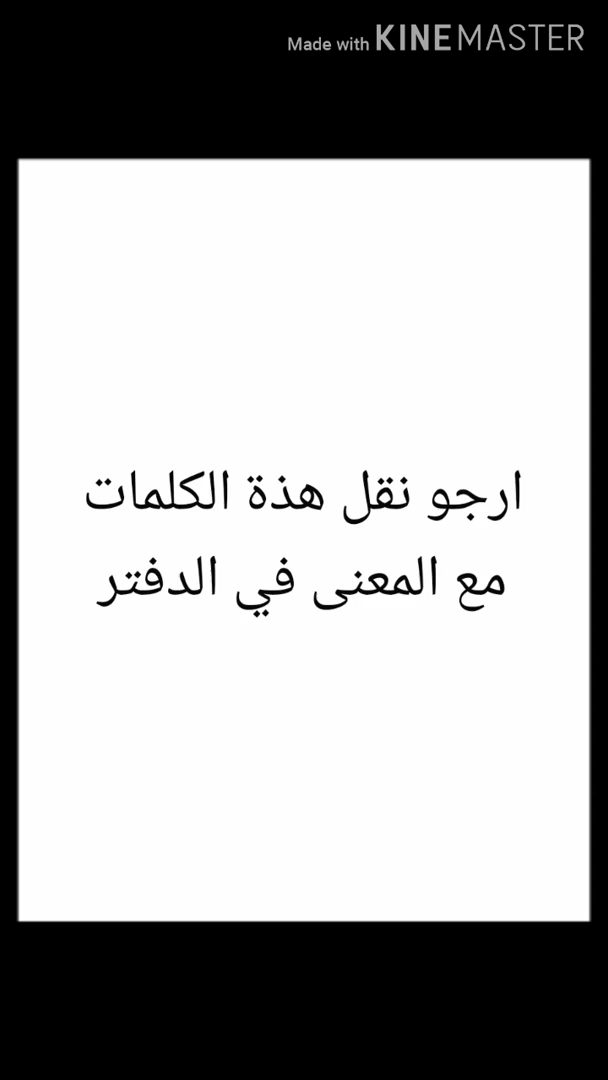 Made with KINEMASTER
ارجو نقل هذة الكلمات
مع المعنى في الدفتر